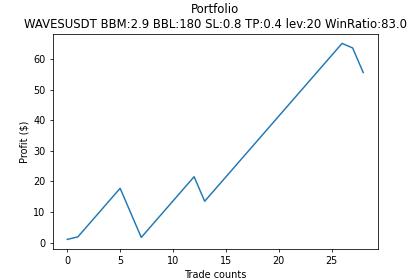 Portfolio
WAVESUSDT BBM:2.9 BBL:180 SL:0.8 TP:0.4 lev:20 WinRatio:83.0
60
50
40
30
20
10
0
Profit ($)
0 5 10 15 20 25
Trade counts